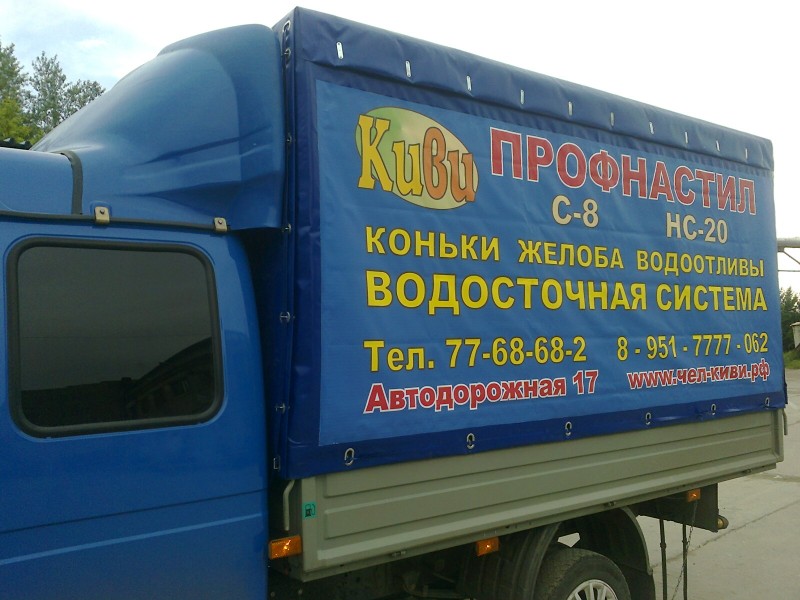 Киви
ПРОФНАСТИЛ
С-8 НС-20
КОНЬКИ ЖЕЛОБА ВОДООТЛИВЫ
ВОДОСТОЧНАЯ СИСТЕМА
Тел. 77-68-68-2 8 - 951 - 7777 - 062
Автодорожная 17 www.чел-киви.рф